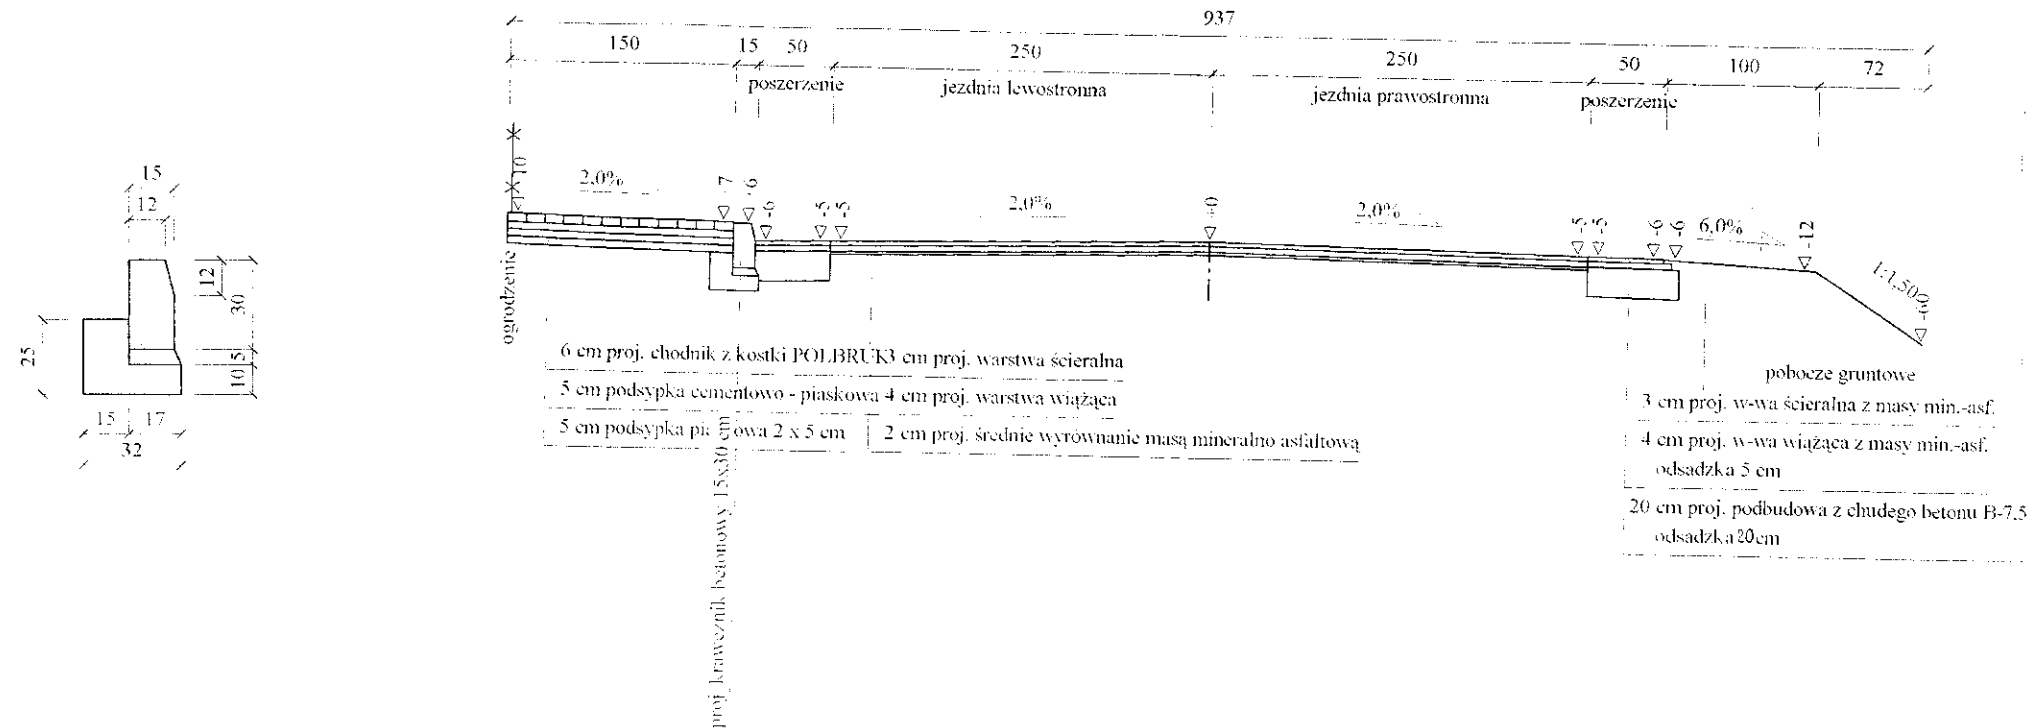 937
150 15 50 250 250 50 100 72
poszerzenie jezdnia lewostronna jezdnia prawostronna poszerzenie
10 2,0% -7 -6 -6 -5 -5 2,0% +0 2,0% -5 -5 -6 -6 6,0% -12 1:1,50
ogrodzenie
15
12
12
30
5
10
25
15 17
32
6 cm proj. chodnik z kostki POLBRUK3 cm proj. warstwa ścieralna
5 cm podsypka cementowo - piaskowa 4 cm proj. warstwa wiążąca
5 cm podsypka pia owa 2 x 5 cm 2 cm proj. średnie wyrównanie masą mineralno asfaltową
proj. krawężnik betonowy 15x30 cm
pobocze gruntowe
3 cm proj. w-wa ścieralna z masy min.-asf.
4 cm proj. w-wa wiążąca z masy min.-asf.
odsadzka 5 cm
20 cm proj. podbudowa z chudego betonu B-7,5
odsadzka 20cm